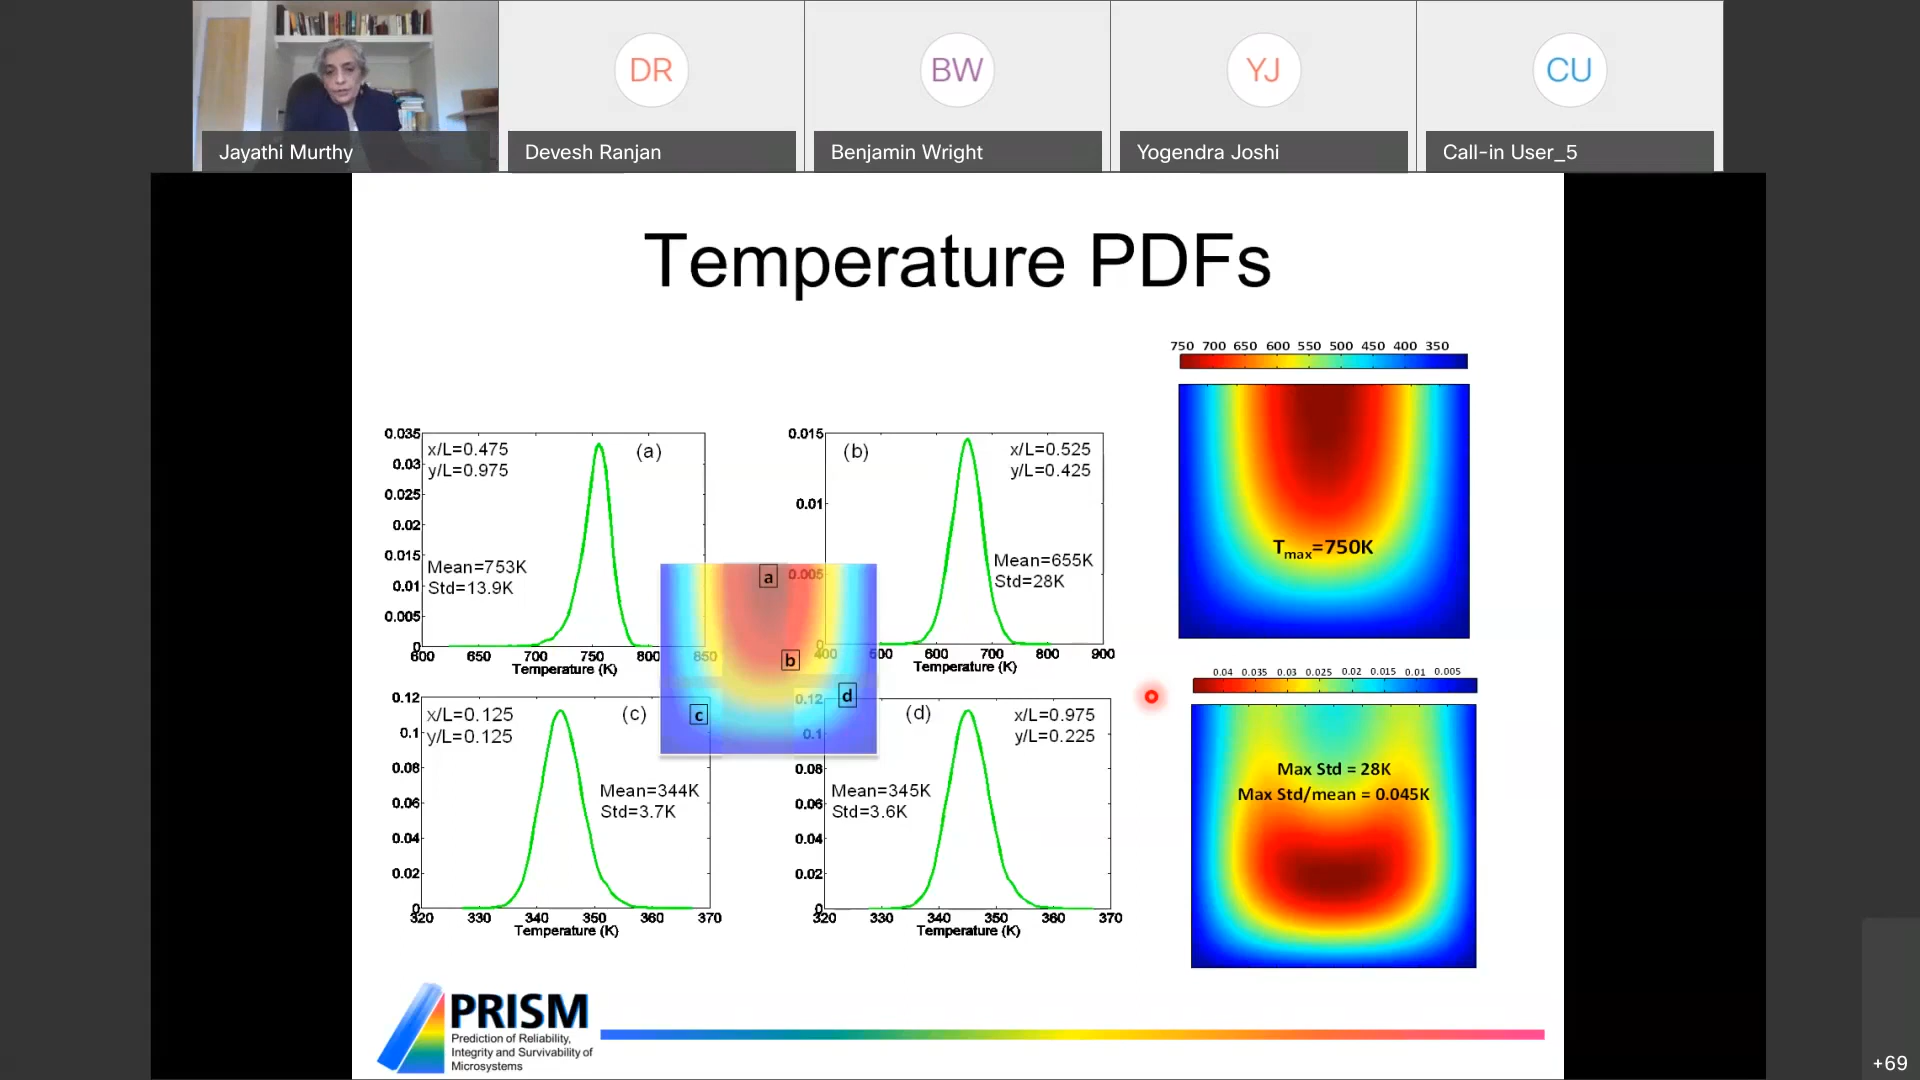 DR
BW
YJ
CU
Jayathi Murthy
Devesh Ranjan
Benjamin Wright
Yogendra Joshi
Call-in User_5
Temperature PDFs
750 700 650 600 550 500 450 400 350
Tmax=750K
0.035
0.03
0.025
0.02
0.015
0.01
0.005
0
x/L=0.475
y/L=0.975
(a)
Mean=753K
Std=13.9K
600 650 700 750 800 850
Temperature (K)
0.015
0.01
0.005
0
(b)
x/L=0.525
y/L=0.425
Mean=655K
Std=28K
400 500 600 700 800 900
Temperature (K)
a
b
c
d
0.12
0.1
0.08
0.06
0.04
0.02
0
x/L=0.125
y/L=0.125
(c)
Mean=344K
Std=3.7K
320 330 340 350 360 370
Temperature (K)
0.12
0.1
0.08
0.06
0.04
0.02
0
(d)
x/L=0.975
y/L=0.225
Mean=345K
Std=3.6K
320 330 340 350 360 370
Temperature (K)
0.04 0.035 0.03 0.025 0.02 0.015 0.01 0.005
Max Std = 28K
Max Std/mean = 0.045K
PRISM
Prediction of Reliability,
Integrity and Survivability of
Microsystems
+69